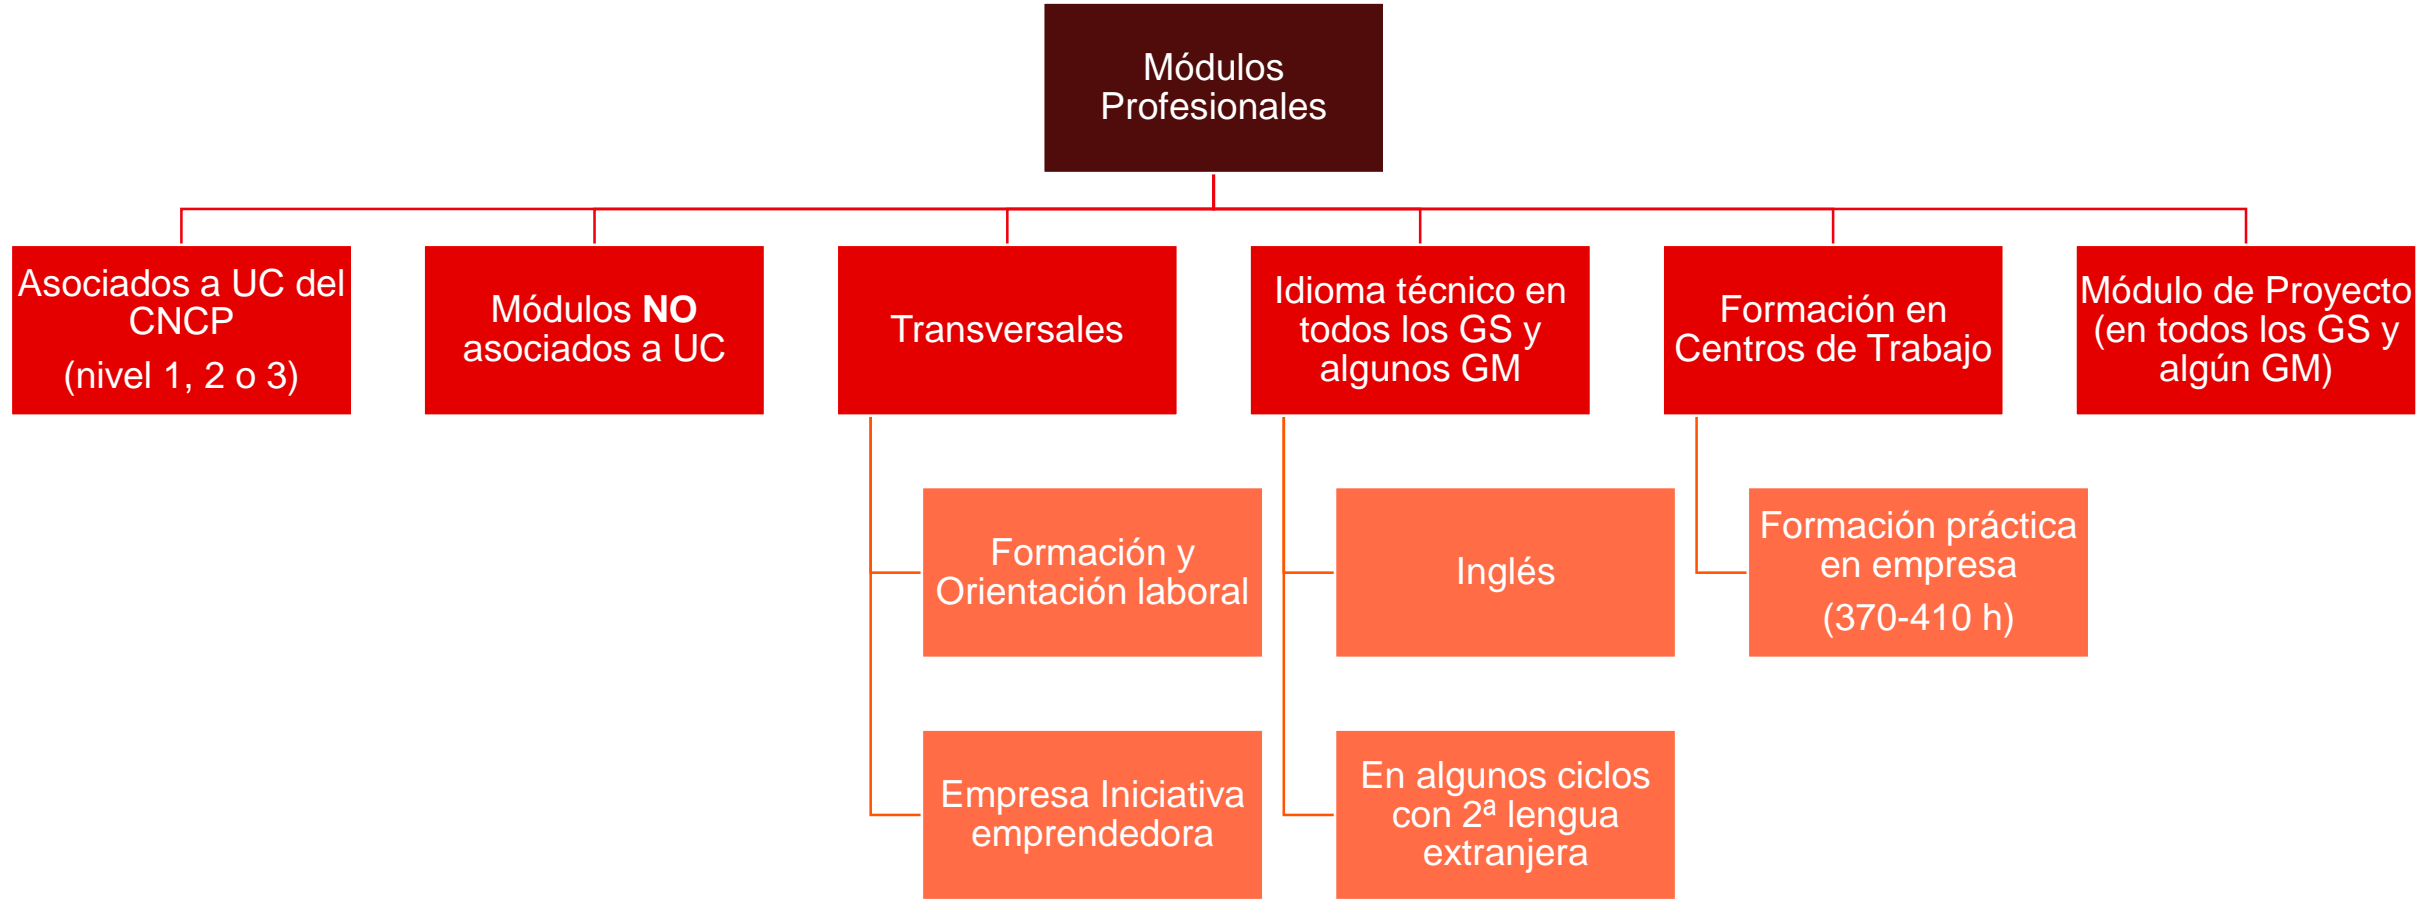 Módulos
Profesionales
Asociados a UC del
CNCP
(nivel 1, 2 o 3)
Módulos NO
asociados a UC
Transversales
Idioma técnico en
todos los GS y
algunos GM
Formación en
Centros de Trabajo
Módulo de Proyecto
(en todos los GS y
algún GM)
Formación y
Orientación laboral
Inglés
Formación práctica
en empresa
(370-410 h)
Empresa Iniciativa
emprendedora
En algunos ciclos
con 2ª lengua
extranjera